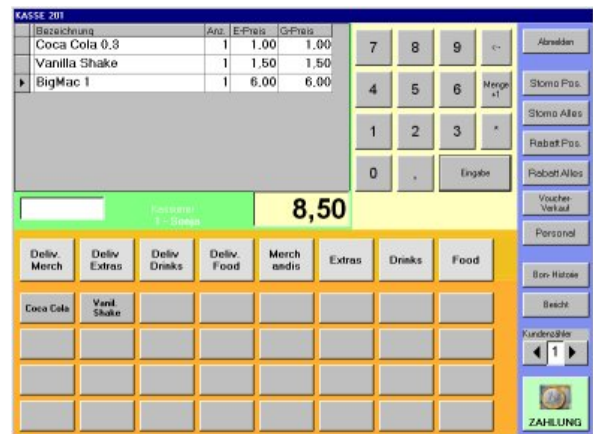 KASSE 201
Bezeichnung Anz. E-Preis G-Preis
Coca Cola 0.3 1 1.00 1.00
Vanilla Shake 1 1,50 1,50
BigMac 1 1 6,00 6,00
7 8 9 <-
4 5 6 Menge +1
1 2 3 *
0 , Eingabe
8,50
Abmelden
Storno Pos.
Storno Alles
Rabatt Pos.
Rabatt Alles
Voucher-
Verkauf
Personal
Bon-Historie
Bericht
Kundenzähler
1
ZAHLUNG
Deliv. Merch
Deliv Extras
Deliv Drinks
Deliv. Food
Merch andis
Extras
Drinks
Food
Coca Cola
Vanil. Shake